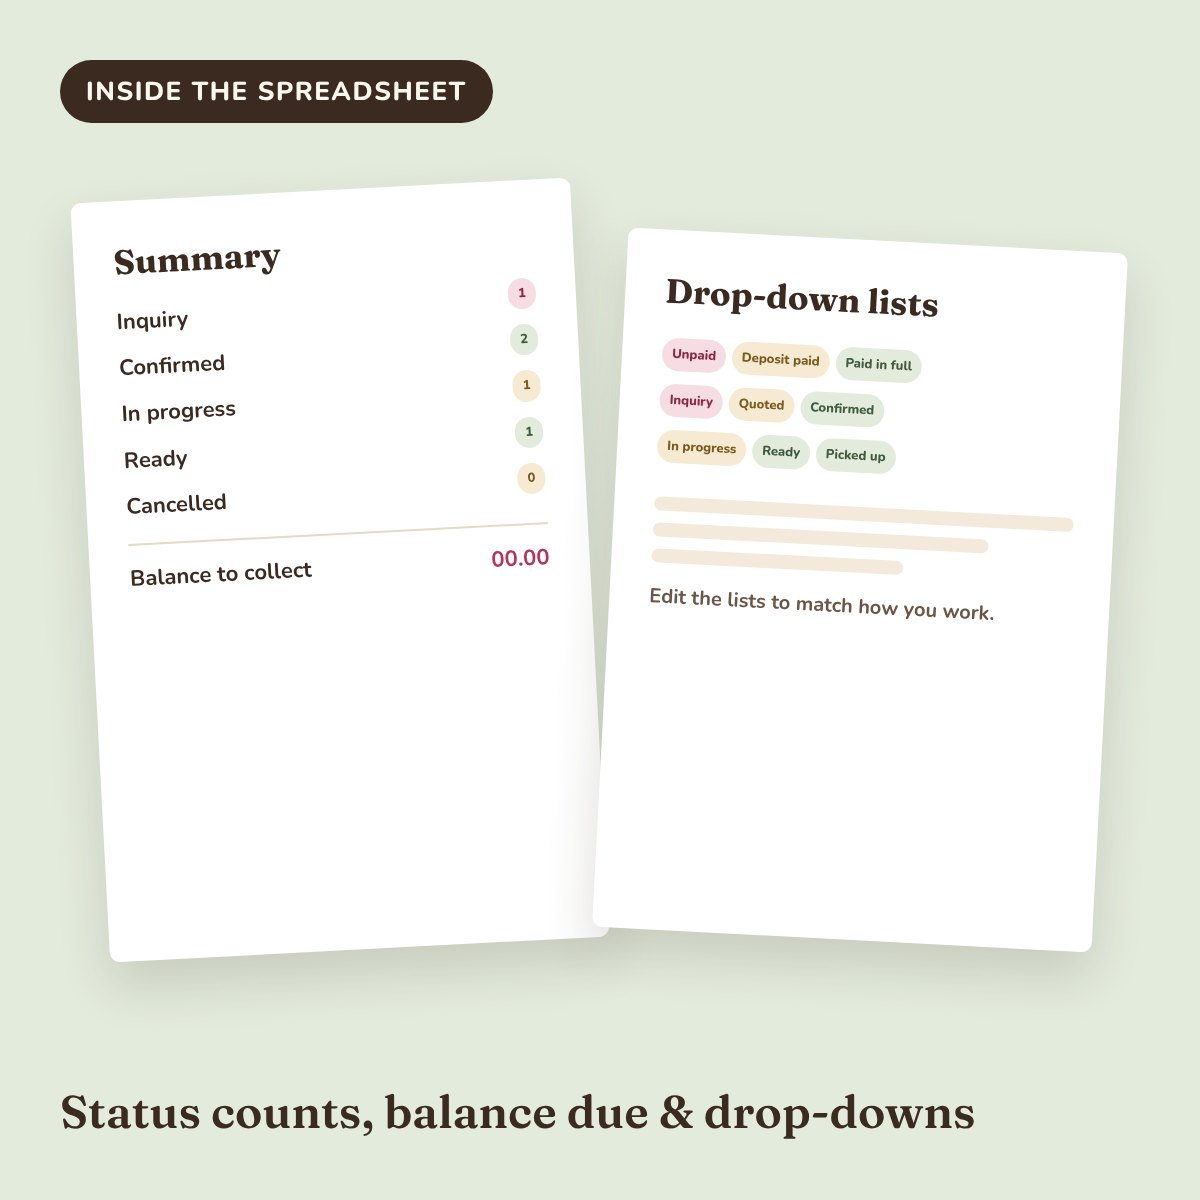 INSIDE THE SPREADSHEET
Summary
Inquiry 1
Confirmed 2
In progress 1
Ready 1
Cancelled 0
Balance to collect 00.00
Drop-down lists
Unpaid Deposit paid Paid in full
Inquiry Quoted Confirmed
In progress Ready Picked up
Edit the lists to match how you work.
Status counts, balance due & drop-downs